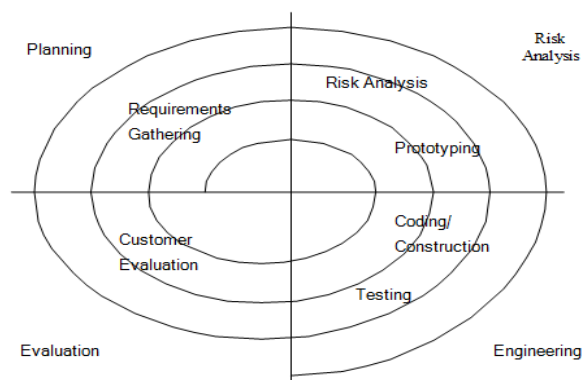 Planning
Risk
Analysis
Risk Analysis
Requirements
Gathering
Prototyping
Customer
Evaluation
Coding/
Construction
Testing
Evaluation
Engineering